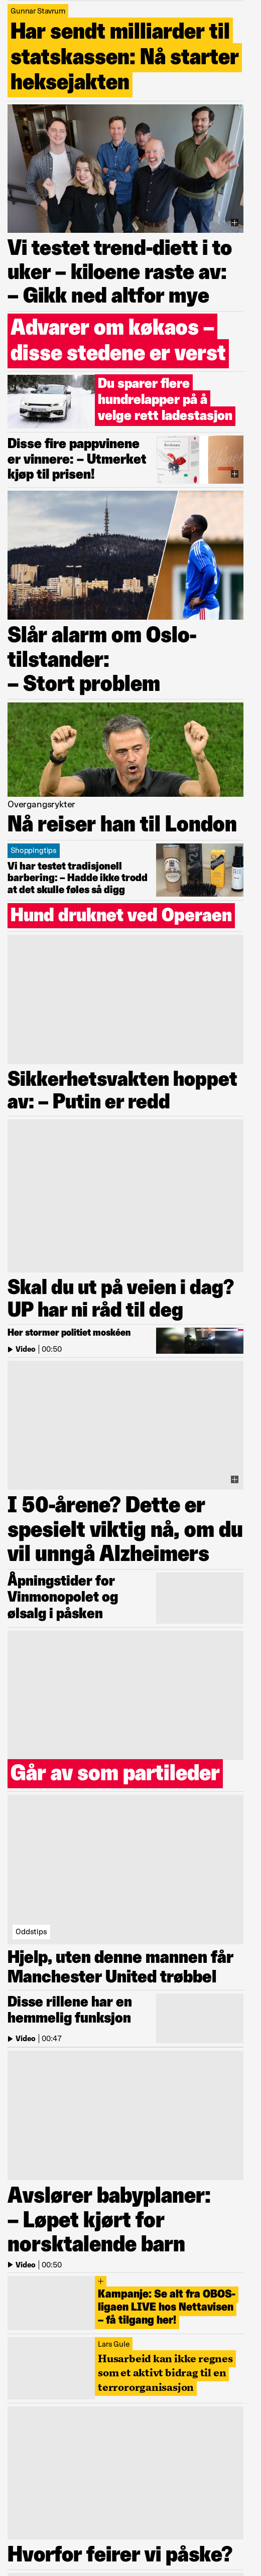 Gunnar Stavrum
Har sendt milliarder til
statskassen: Nå starter
heksejakten
Vi testet trend-diett i to
uker – kiloene raste av:
– Gikk ned altfor mye
Advarer om køkaos –
disse stedene er verst
Du sparer flere
hundrelapper på å
velge rett ladestasjon
Disse fire pappvinene
er vinnere: – Utmerket
kjøp til prisen!
Slår alarm om Oslo-
tilstander:
– Stort problem
Overgangsrykter
Nå reiser han til London
Shoppingtips
Vi har testet tradisjonell
barbering: – Hadde ikke trodd
at det skulle føles så digg
Hund druknet ved Operaen
Sikkerhetsvakten hoppet
av: – Putin er redd
Skal du ut på veien i dag?
UP har ni råd til deg
Her stormer politiet moskéen
Video | 00:50
I 50-årene? Dette er
spesielt viktig nå, om du
vil unngå Alzheimers
Åpningstider for
Vinmonopolet og
ølsalg i påsken
Går av som partileder
Oddstips
Hjelp, uten denne mannen får
Manchester United trøbbel
Disse rillene har en
hemmelig funksjon
Video | 00:47
Avslører babyplaner:
– Løpet kjørt for
norsktalende barn
Video | 00:50
+
Kampanje: Se alt fra OBOS-
ligaen LIVE hos Nettavisen
– få tilgang her!
Lars Gule
Husarbeid kan ikke regnes
som et aktivt bidrag til en
terrororganisasjon
Hvorfor feirer vi påske?